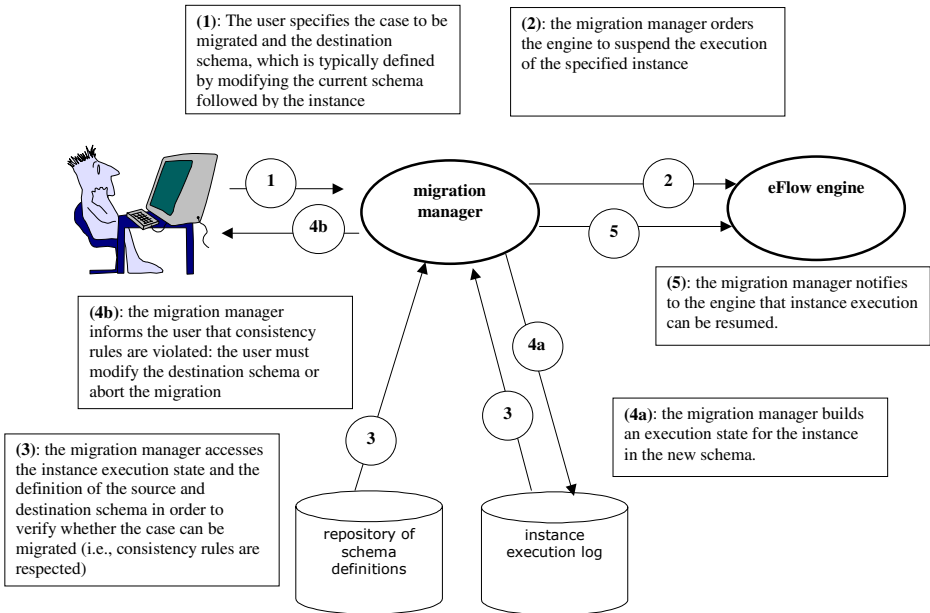 (1): The user specifies the case to be
migrated and the destination
schema, which is typically defined
by modifying the current schema
followed by the instance
(2): the migration manager orders
the engine to suspend the execution
of the specified instance
1
migration
manager
2
eFlow engine
4b
5
(5): the migration manager notifies
to the engine that instance execution
can be resumed.
(4b): the migration manager
informs the user that consistency
rules are violated: the user must
modify the destination schema or
abort the migration
4a
3
3
(4a): the migration manager builds
an execution state for the instance
in the new schema.
(3): the migration manager accesses
the instance execution state and the
definition of the source and
destination schema in order to
verify whether the case can be
migrated (i.e., consistency rules are
respected)
repository of
schema
definitions
instance
execution log